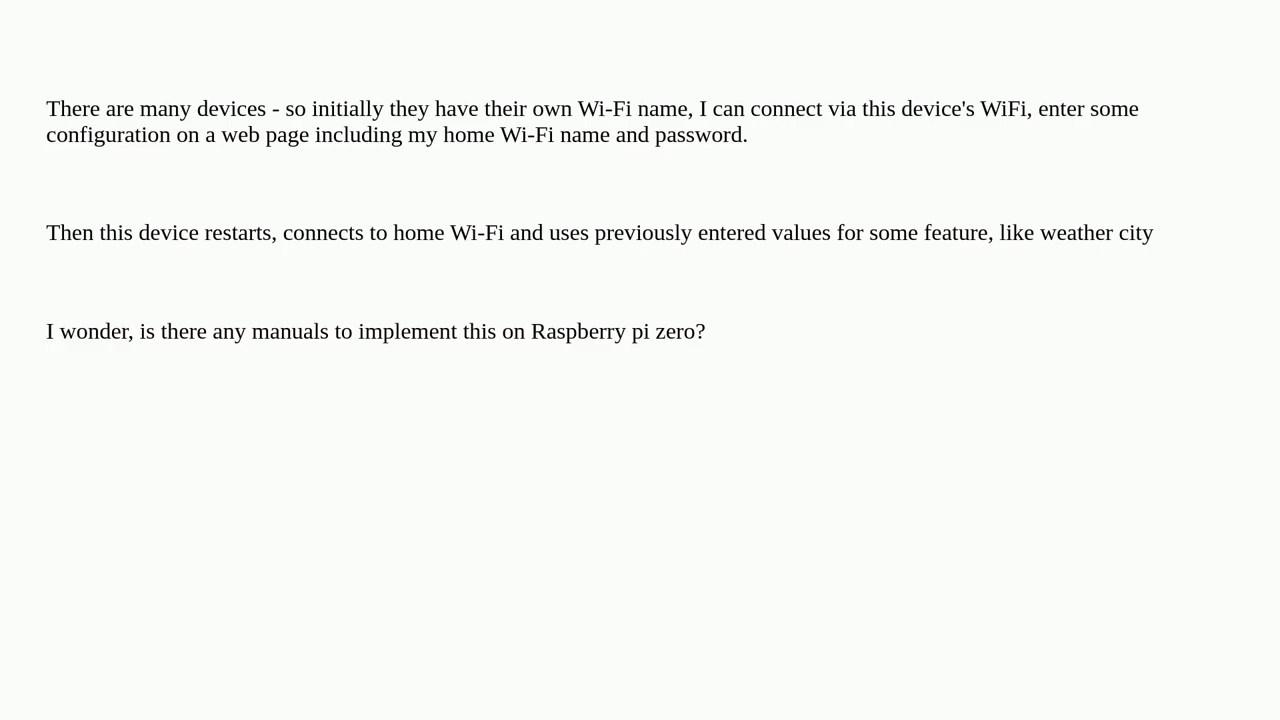 There are many devices - so initially they have their own Wi-Fi name, I can connect via this device's WiFi, enter some
configuration on a web page including my home Wi-Fi name and password.
Then this device restarts, connects to home Wi-Fi and uses previously entered values for some feature, like weather city
I wonder, is there any manuals to implement this on Raspberry pi zero?